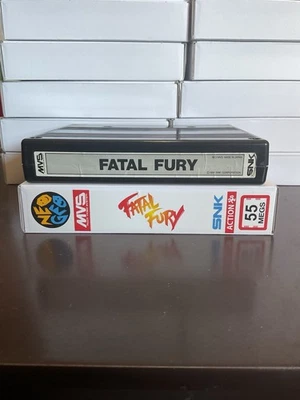 MVS
FATAL FURY
SNK
NEO
GEO
MVS
FATAL
FURY
SNK
ACTION
55
MEGS